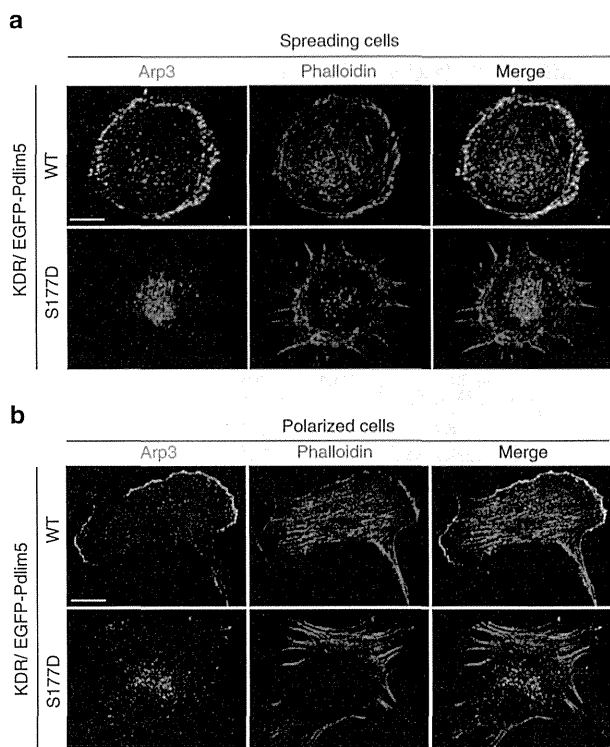 a
Spreading cells
Arp3 Phalloidin Merge
KDR/ EGFP-Pdlim5
WT
S177D
b
Polarized cells
Arp3 Phalloidin Merge
KDR/ EGFP-Pdlim5
WT
S177D